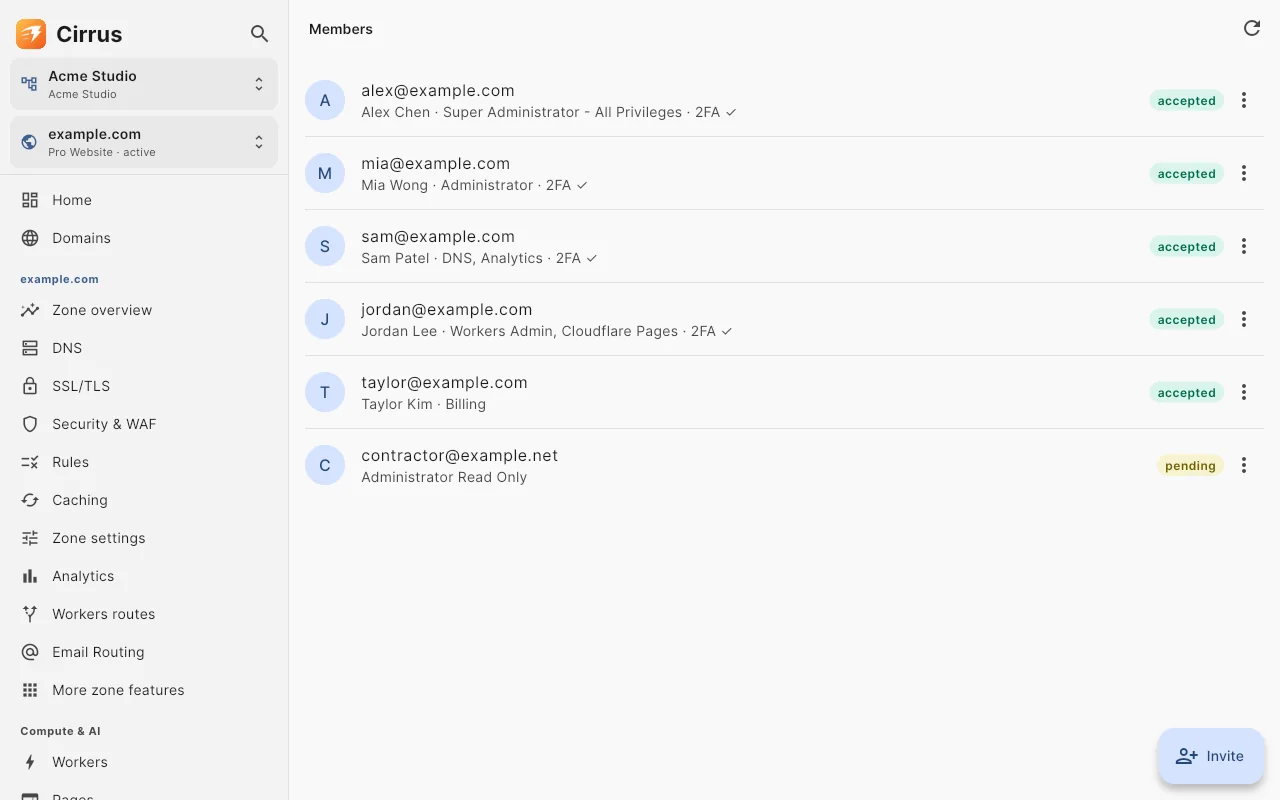 Cirrus
Acme Studio
Acme Studio
example.com
Pro Website · active
Home
Domains
example.com
Zone overview
DNS
SSL/TLS
Security & WAF
Rules
Caching
Zone settings
Analytics
Workers routes
Email Routing
More zone features
Compute & AI
Workers
Pages
Members
A
alex@example.com
Alex Chen · Super Administrator - All Privileges · 2FA ✓
accepted
M
mia@example.com
Mia Wong · Administrator · 2FA ✓
accepted
S
sam@example.com
Sam Patel · DNS, Analytics · 2FA ✓
accepted
J
jordan@example.com
Jordan Lee · Workers Admin, Cloudflare Pages · 2FA ✓
accepted
T
taylor@example.com
Taylor Kim · Billing
accepted
C
contractor@example.net
Administrator Read Only
pending
Invite